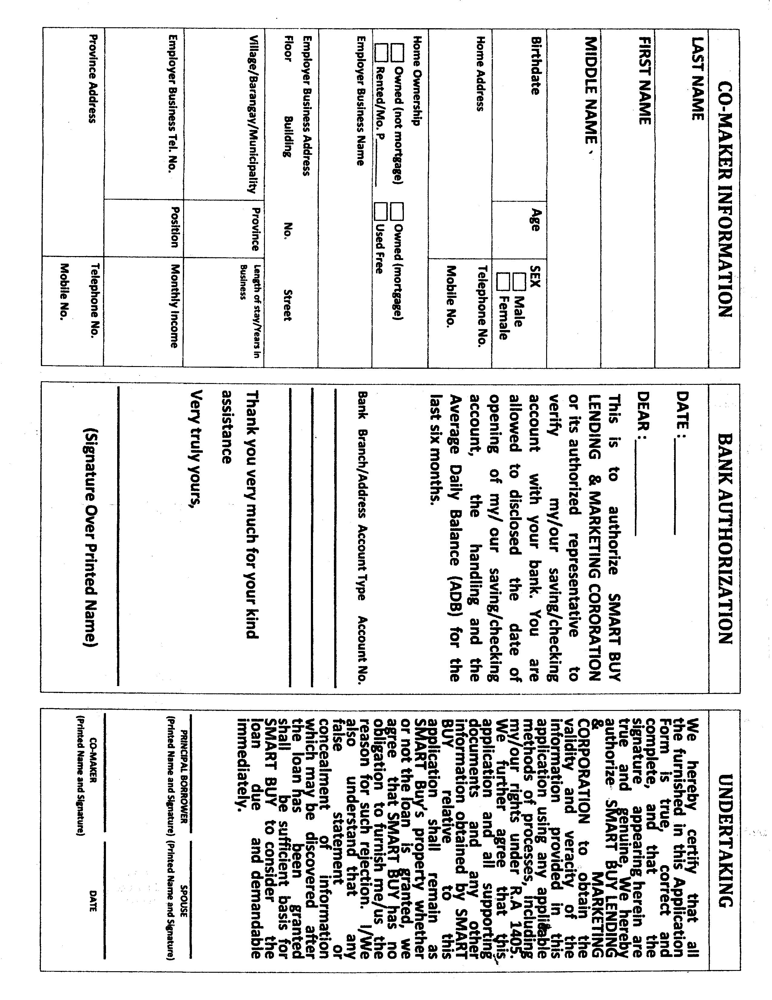 CO-MAKER INFORMATION
LAST NAME
FIRST NAME
MIDDLE NAME
Birthdate Age SEX
Male
Female
Home Address Telephone No.
Mobile No.
Home Ownership
Owned (not mortgage) Owned (mortgage)
Rented/Mo. P______ Used Free
Employer Business Name
Employer Business Address
Floor Building No. Street
Village/Barangay/Municipality Province Length of stay/Years in
Business
Employer Business Tel. No. Position Monthly Income
Province Address Telephone No.
Mobile No.
BANK AUTHORIZATION
DATE : ____________
DEAR : ____________
This is to authorize SMART BUY
LENDING & MARKETING CORORATION
or its authorized representative to
verify my/our saving/checking
account with your bank. You are
allowed to disclosed the date of
opening of my/ our saving/checking
account, the handling and the
Average Daily Balance (ADB) for the
last six months.
Bank Branch/Address Account Type Account No.
Thank you very much for your kind
assistance
Very truly yours,
(Signature Over Printed Name)
UNDERTAKING
We hereby certify that all
the furnished in this Application
Form is true, correct and
complete, and that the
signature appearing herein are
true and genuine, We hereby
authorize SMART BUY LENDING
& MARKETING
CORPORATION to obtain the
validity and veracity of the
information provided in this
application using any applicable
methods of processes, including
my/our rights under R.A 1405.
We further agree that this
application and all supporting
documents and any other
information obtained by SMART
BUY relative to this
application shall remain as
SMART Buy's property whether
or not the loan is granted, we
agree that SMART BUY has no
obligation to furnish me/us the
reason for such rejection. I/We
also understand that any
false statement or
concealment of information
which may be discovered after
the loan has been granted
shall be sufficient basis for
SMART BUY to consider the
loan due and demandable
immediately.
PRINCIPAL BORROWER SPOUSE
(Printed Name and Signature) (Printed Name and Signature)
CO-MAKER DATE
(Printed Name and Signature)